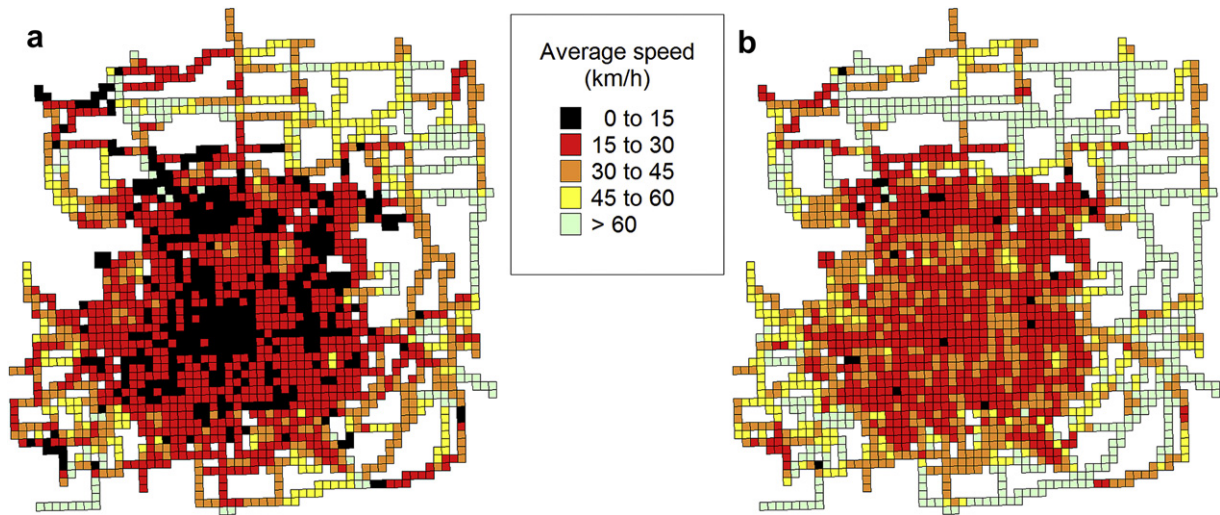 a
b
Average speed
(km/h)
0 to 15
15 to 30
30 to 45
45 to 60
> 60